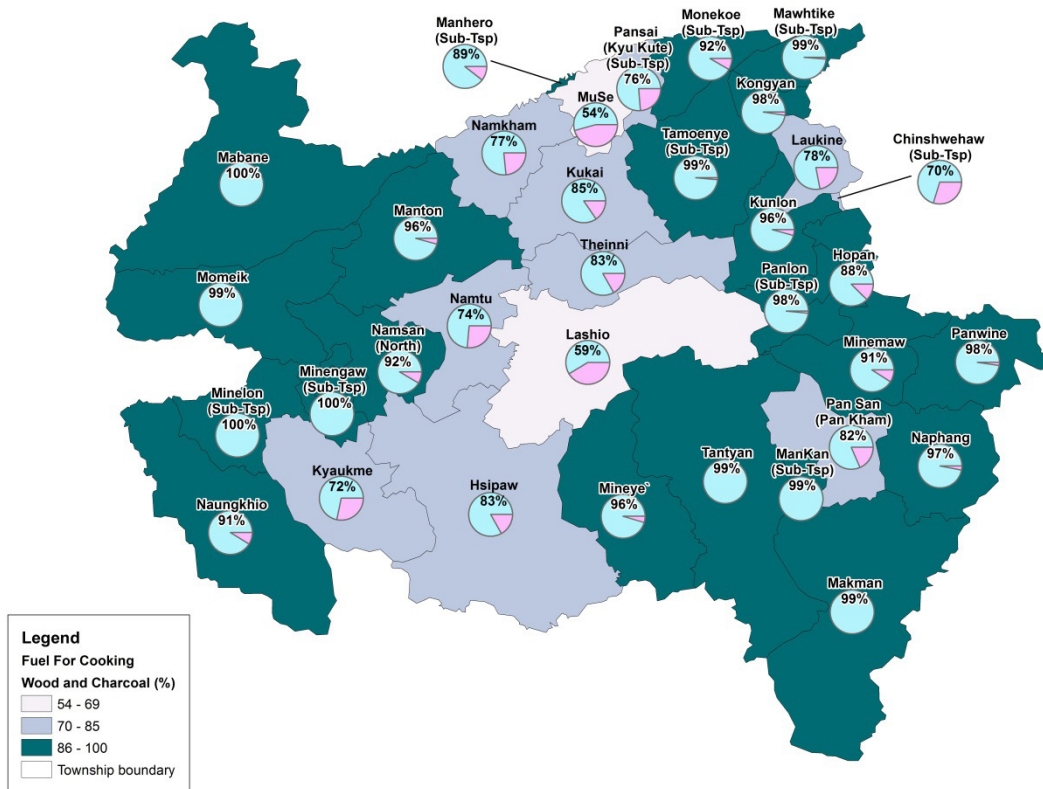 Manhero
(Sub-Tsp)
89%
Pansai
(Kyu Kute)
(Sub-Tsp)
76%
Monekoe
(Sub-Tsp)
92%
Mawhtike
(Sub-Tsp)
99%
MuSe
54%
Kongyan
98%
Namkham
77%
Tamoenye
(Sub-Tsp)
99%
Laukine
78%
Chinshwehaw
(Sub-Tsp)
70%
Mabane
100%
Kukai
85%
Manton
96%
Kunlon
96%
Theinni
83%
Hopan
88%
Panlon
(Sub-Tsp)
98%
Momeik
99%
Namtu
74%
Namsan
(North)
92%
Lashio
59%
Minemaw
91%
Panwine
98%
Minengaw
(Sub-Tsp)
100%
Minelon
(Sub-Tsp)
100%
Pan San
(Pan Kham)
82%
Naphang
97%
Kyaukme
72%
Hsipaw
83%
Tantyan
99%
ManKan
(Sub-Tsp)
99%
Mineye`
96%
Naungkhio
91%
Makman
99%
Legend
Fuel For Cooking
Wood and Charcoal (%)
54 - 69
70 - 85
86 - 100
Township boundary